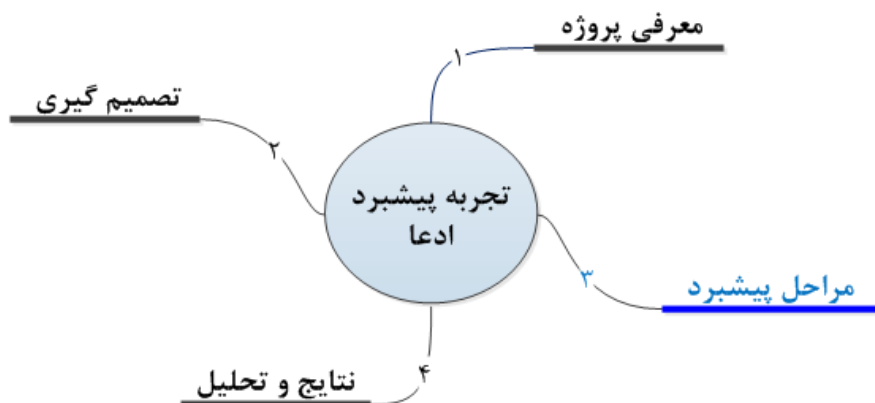 معرفی پروژه
۱
تصمیم گیری
۲
تجربه پیشبرد
ادعا
۳
مراحل پیشبرد
۴
نتایج و تحلیل